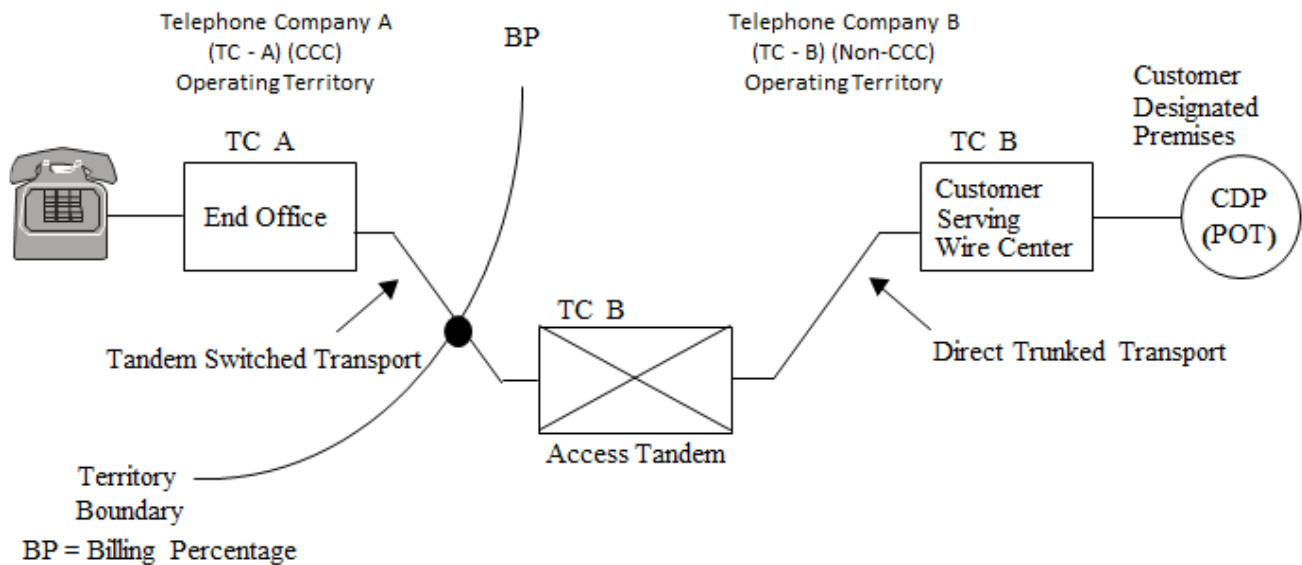 Telephone Company A
(TC - A) (CCC)
Operating Territory
BP
Telephone Company B
(TC - B) (Non-CCC)
Operating Territory
Customer
Designated
Premises
TC A
End Office
TC B
Customer
Serving
Wire Center
CDP
(POT)
TC B
Tandem Switched Transport
Direct Trunked Transport
Access Tandem
Territory
Boundary
BP = Billing Percentage